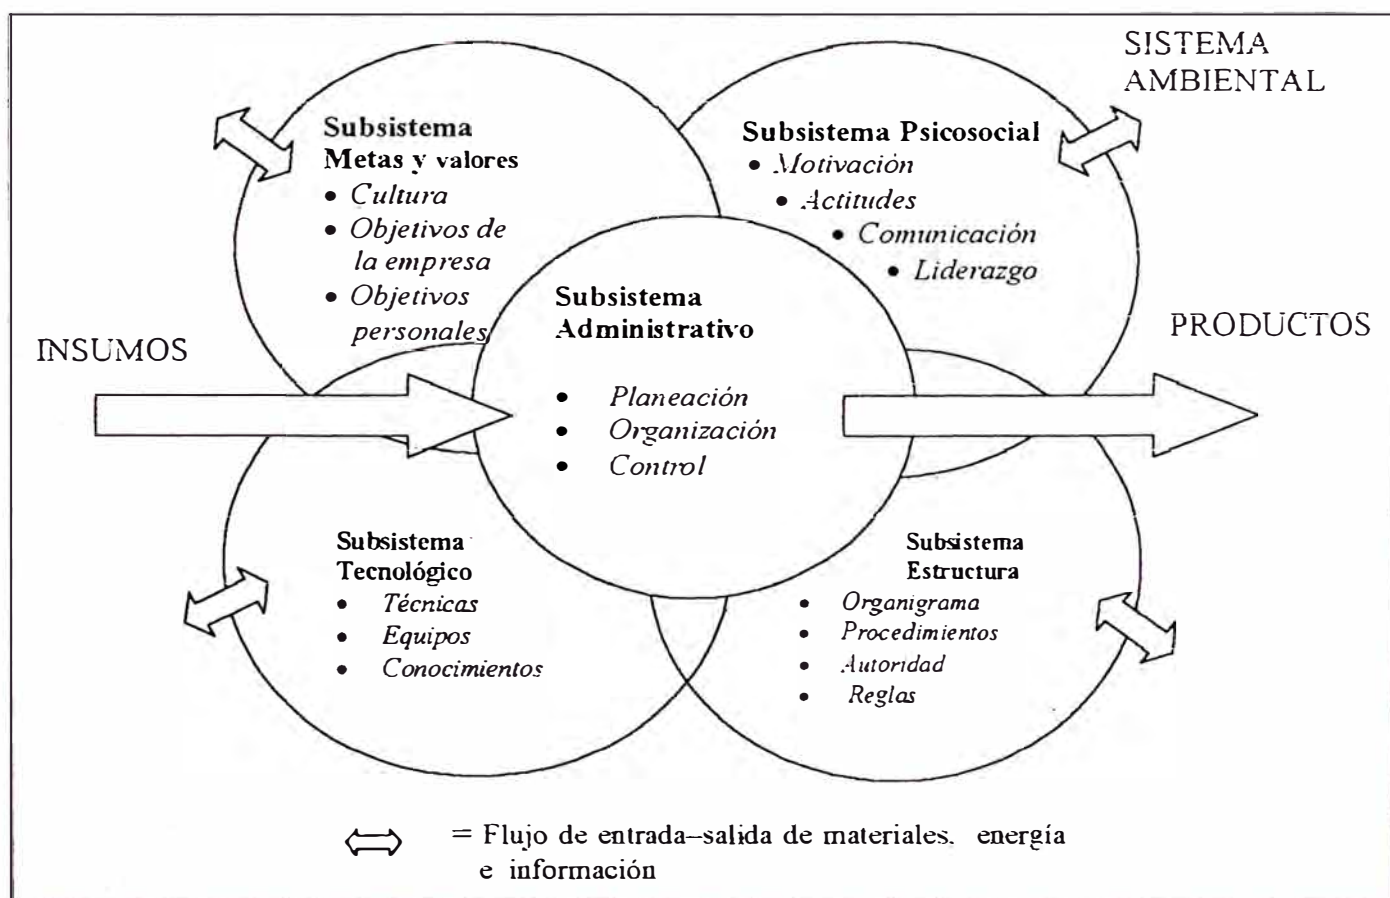 SISTEMA
AMBIENTAL
Subsistema
Metas y valores
• Cultura
• Objetivos de
la empresa
• Objetivos
personales
Subsistema Psicosocial
• Motivación
• Actitudes
• Comunicación
• Liderazgo
INSUMOS
Subsistema
Administrativo
• Planeación
• Organización
• Control
PRODUCTOS
Subsistema
Tecnológico
• Técnicas
• Equipos
• Conocimientos
Subsistema
Estructura
• Organigrama
• Procedimientos
• Autoridad
• Reglas
= Flujo de entrada–salida de materiales. energía
e información